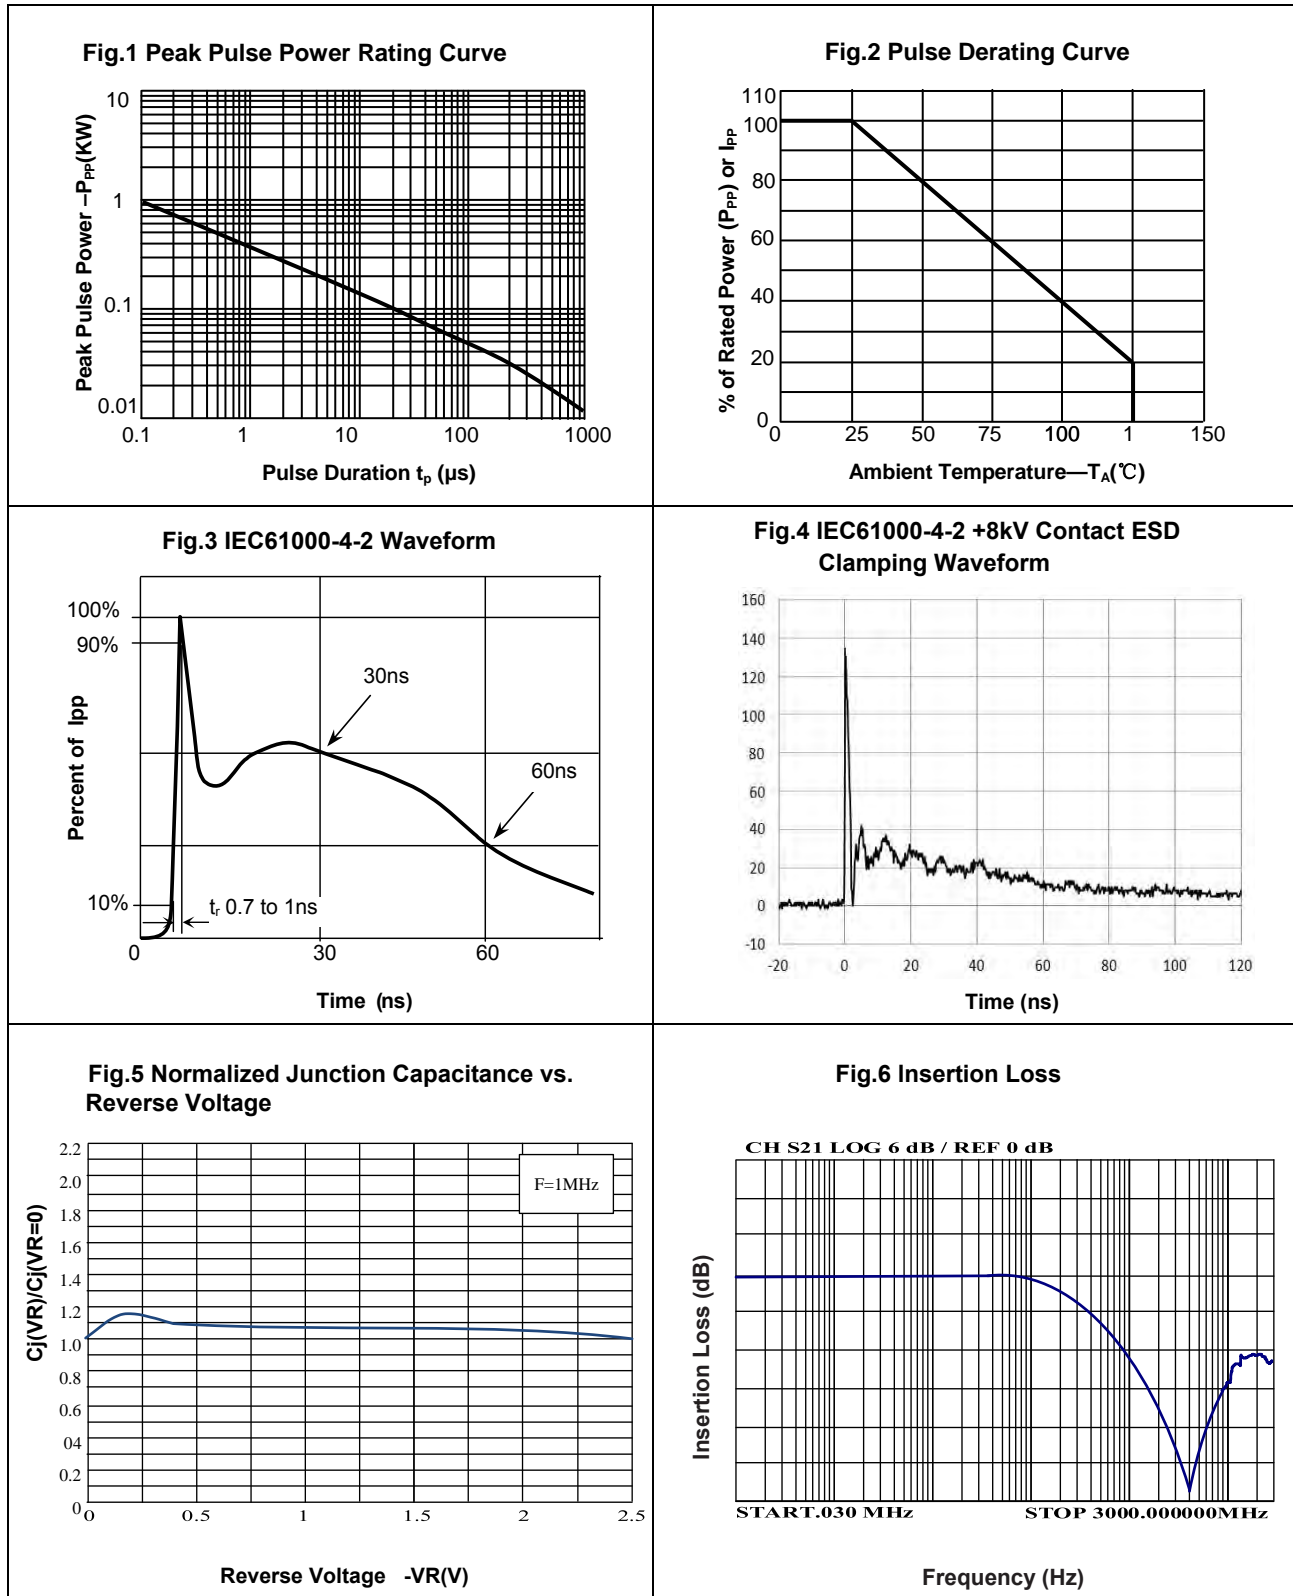 Fig.1 Peak Pulse Power Rating Curve
Peak Pulse Power –PPP(KW)
10
1
0.1
0.01
0.1 1 10 100 1000
Pulse Duration tp (µs)
Fig.2 Pulse Derating Curve
% of Rated Power (PPP) or IPP
110
100
80
60
40
20
0
0 25 50 75 100 1 150
Ambient Temperature—TA(℃)
Fig.3 IEC61000-4-2 Waveform
Percent of Ipp
100%
90%
10%
30ns
60ns
tr 0.7 to 1ns
0 30 60
Time (ns)
Fig.4 IEC61000-4-2 +8kV Contact ESD
Clamping Waveform
160
140
120
100
80
60
40
20
0
-10
-20 0 20 40 60 80 100 120
Time (ns)
Fig.5 Normalized Junction Capacitance vs.
Reverse Voltage
Cj(VR)/Cj(VR=0)
2.2
2.0
1.8
1.6
1.4
1.2
1.0
0.8
0.6
04
0.2
0
F=1MHz
0 0.5 1 1.5 2 2.5
Reverse Voltage -VR(V)
Fig.6 Insertion Loss
CH S21 LOG 6 dB / REF 0 dB
Insertion Loss (dB)
START.030 MHz STOP 3000.000000MHz
Frequency (Hz)